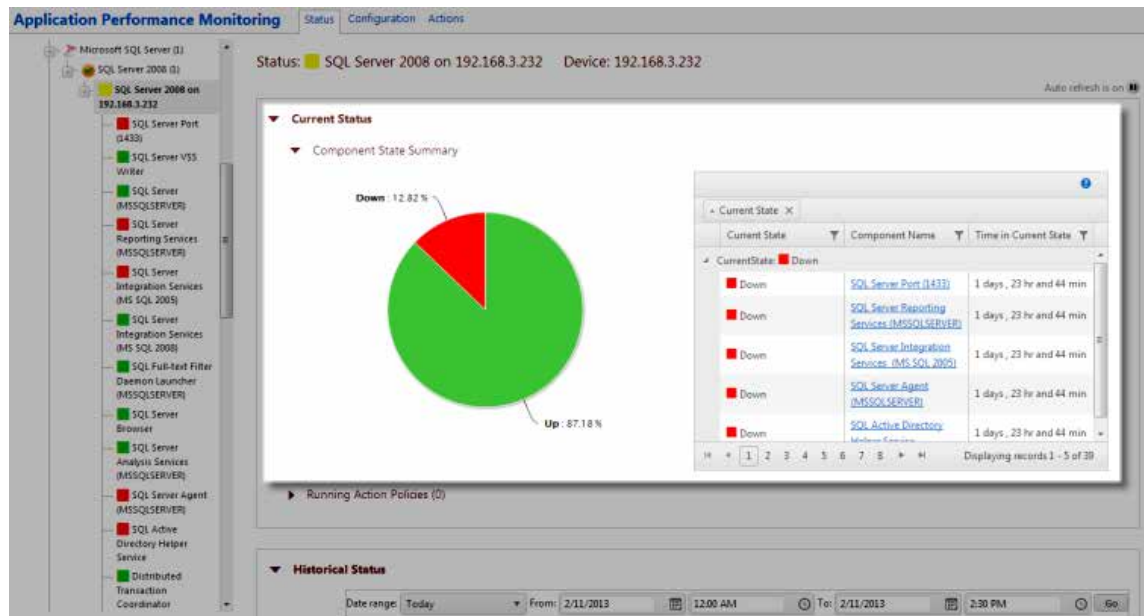 Application Performance Monitoring
Status Configuration Actions
Microsoft SQL Server (1)
SQL Server 2008 (1)
SQL Server 2008 on
192.168.3.232
SQL Server Port
(1433)
SQL Server VSS
Writer
SQL Server
(MSSQLSERVER)
SQL Server
Reporting Services
(MSSQLSERVER)
SQL Server
Integration Services
(MS SQL 2005)
SQL Server
Integration Services
(MS SQL 2008)
SQL Full-text Filter
Daemon Launcher
(MSSQLSERVER)
SQL Server
Browser
SQL Server
Analysis Services
(MSSQLSERVER)
SQL Server Agent
(MSSQLSERVER)
SQL Active
Directory Helper
Service
Distributed
Transaction
Coordinator
Status: SQL Server 2008 on 192.168.3.232 Device: 192.168.3.232
Auto refresh is on
Current Status
Component State Summary
Down : 12.82 %
Up : 87.18 %
Current State X
Current State Component Name Time in Current State
CurrentState: Down
Down SQL Server Port (1433) 1 days , 23 hr and 44 min
Down SQL Server Reporting
Services (MSSQLSERVER) 1 days , 23 hr and 44 min
Down SQL Server Integration
Services (MS SQL 2005) 1 days , 23 hr and 44 min
Down SQL Server Agent
(MSSQLSERVER) 1 days , 23 hr and 44 min
Down SQL Active Directory
Helper Service 1 days , 23 hr and 44 min
1 2 3 4 5 6 7 8 Displaying records 1 - 5 of 39
Running Action Policies (0)
Historical Status
Date range: Today From: 2/11/2013 12:00 AM To: 2/11/2013 2:30 PM Go